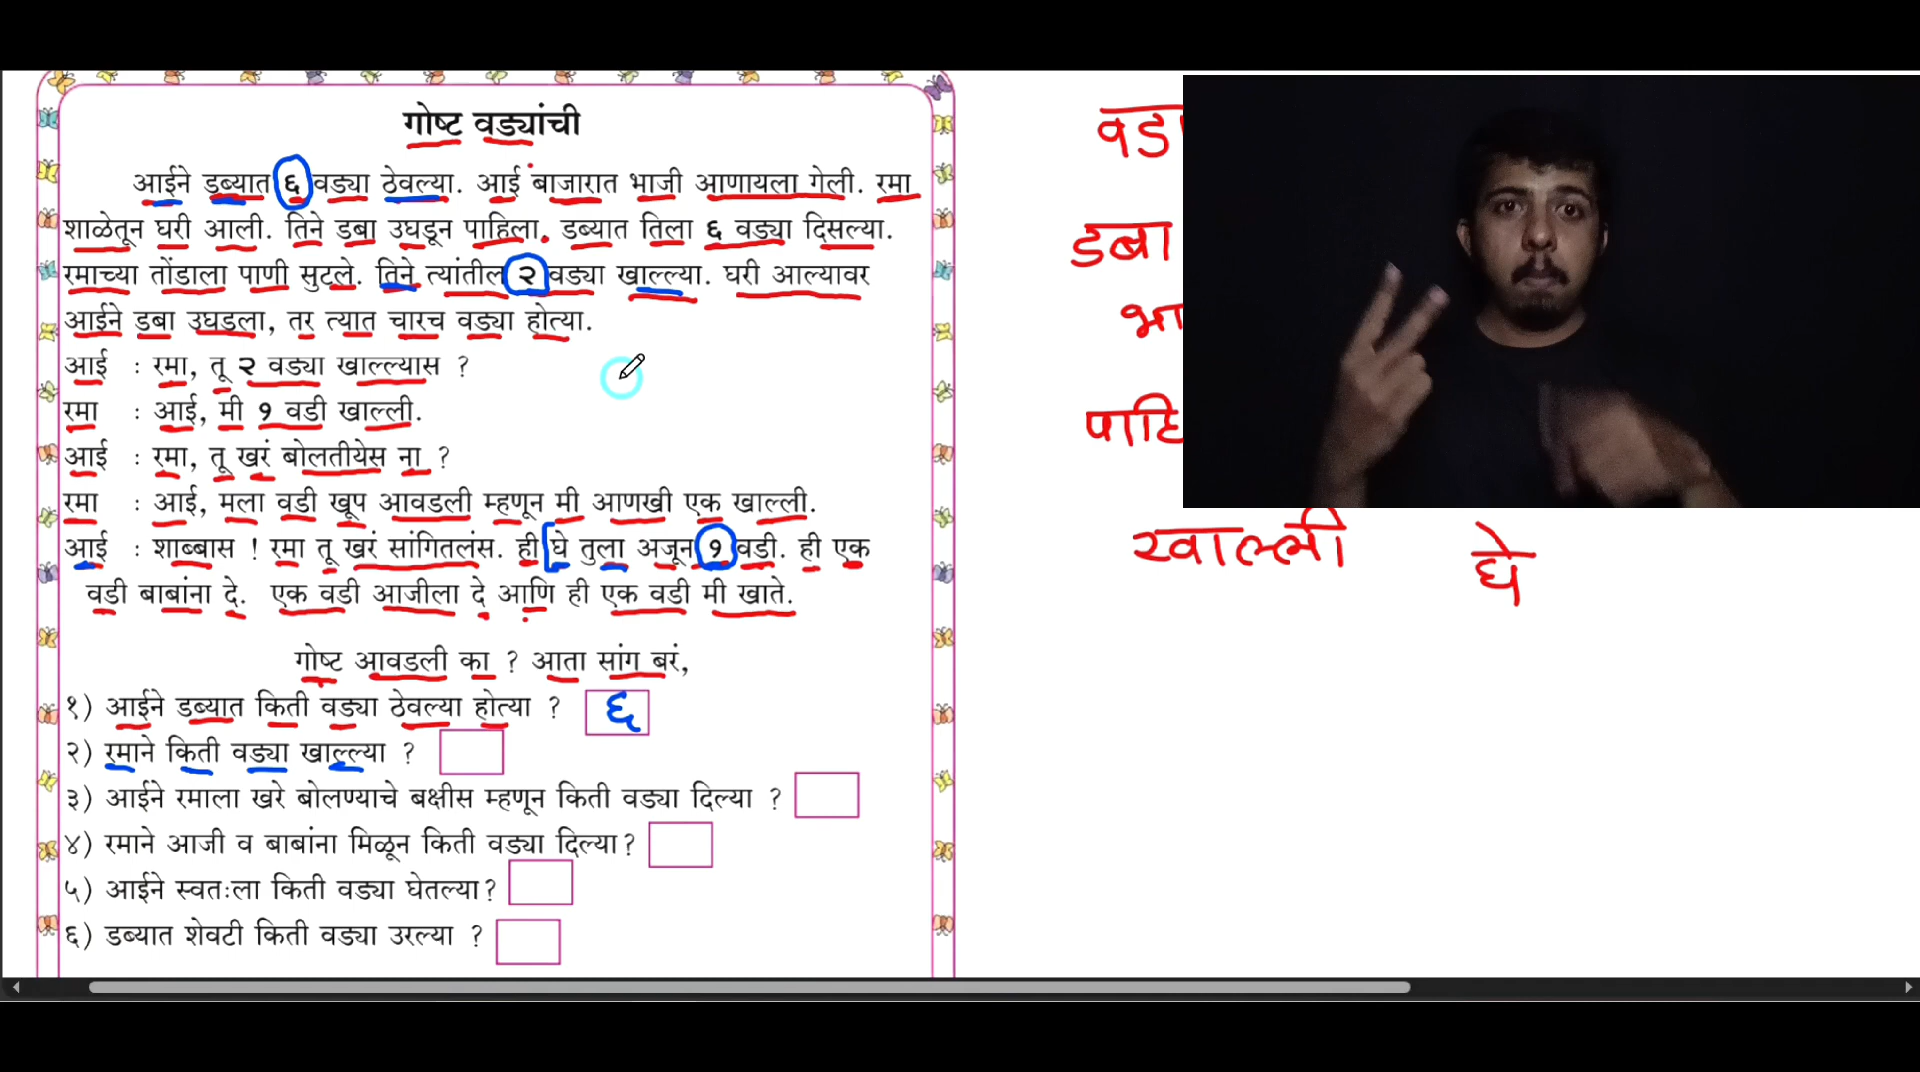 गोष्ट वड्यांची
आईने डब्यात ६ वड्या ठेवल्या. आई बाजारात भाजी आणायला गेली. रमा
शाळेतून घरी आली. तिने डबा उघडून पाहिला. डब्यात तिला ६ वड्या दिसल्या.
रमाच्या तोंडाला पाणी सुटले. तिने त्यांतील २ वड्या खाल्ल्या. घरी आल्यावर
आईने डबा उघडला, तर त्यात चारच वड्या होत्या.
आई : रमा, तू २ वड्या खाल्ल्यास ?
रमा : आई, मी १ वडी खाल्ली.
आई : रमा, तू खरं बोलतीयेस ना ?
रमा : आई, मला वडी खूप आवडली म्हणून मी आणखी एक खाल्ली.
आई : शाब्बास ! रमा तू खरं सांगितलंस. ही घे तुला अजून १ वडी. ही एक
वडी बाबांना दे. एक वडी आजीला दे आणि ही एक वडी मी खाते.
गोष्ट आवडली का ? आता सांग बरं,
१) आईने डब्यात किती वड्या ठेवल्या होत्या ? ६
२) रमाने किती वड्या खाल्ल्या ?
३) आईने रमाला खरे बोलण्याचे बक्षीस म्हणून किती वड्या दिल्या ?
४) रमाने आजी व बाबांना मिळून किती वड्या दिल्या?
५) आईने स्वतःला किती वड्या घेतल्या?
६) डब्यात शेवटी किती वड्या उरल्या ?
वडा
डबा
भा
पाहि
खाल्ली घे